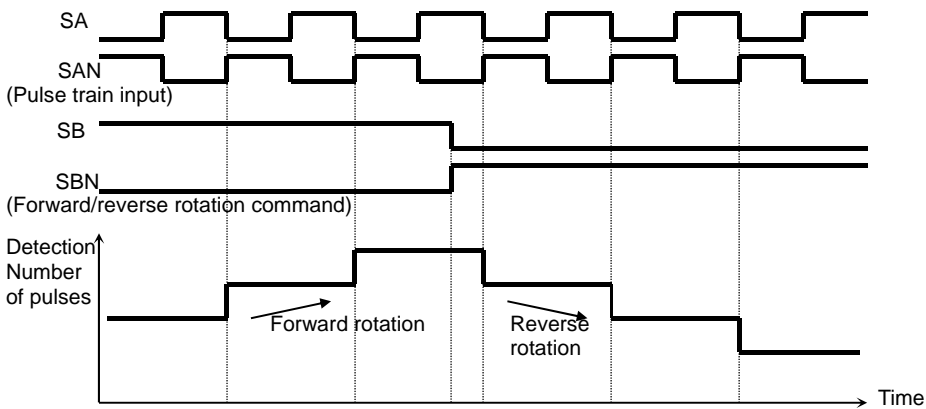 SA
SAN
(Pulse train input)
SB
SBN
(Forward/reverse rotation command)
Detection
Number
of pulses
Forward rotation
Reverse
rotation
Time